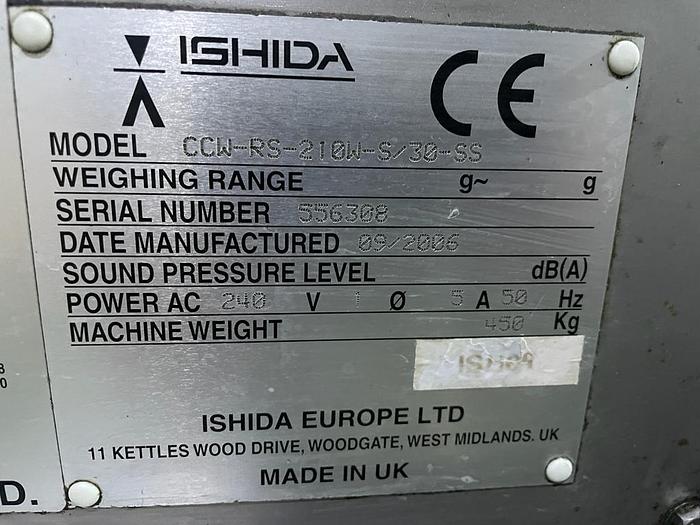 ISHIDA
CE
MODEL CCW-RS-210W-S/30-SS
WEIGHING RANGE g~ g
SERIAL NUMBER 556308
DATE MANUFACTURED 09/2006
SOUND PRESSURE LEVEL dB(A)
POWER AC 240 V 1 Ø 5 A 50 Hz
MACHINE WEIGHT 450 Kg
ISHIDA EUROPE LTD
11 KETTLES WOOD DRIVE, WOODGATE, WEST MIDLANDS. UK
MADE IN UK
8
0
D.